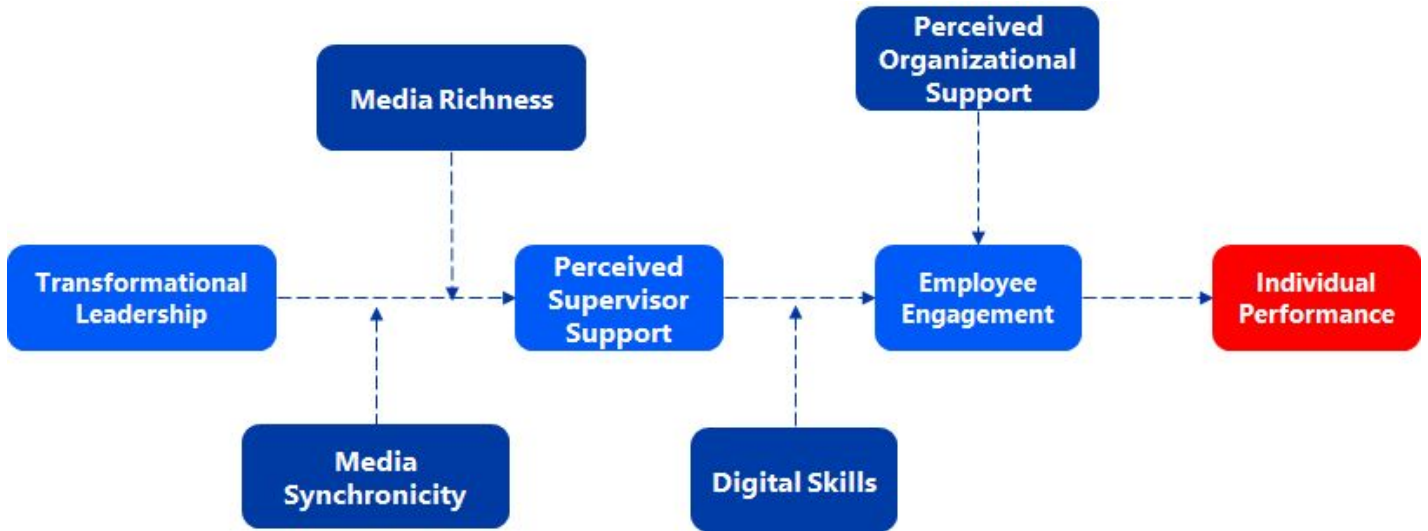 Perceived
Organizational
Support
Media Richness
Transformational
Leadership
Perceived
Supervisor
Support
Employee
Engagement
Individual
Performance
Media
Synchronicity
Digital Skills